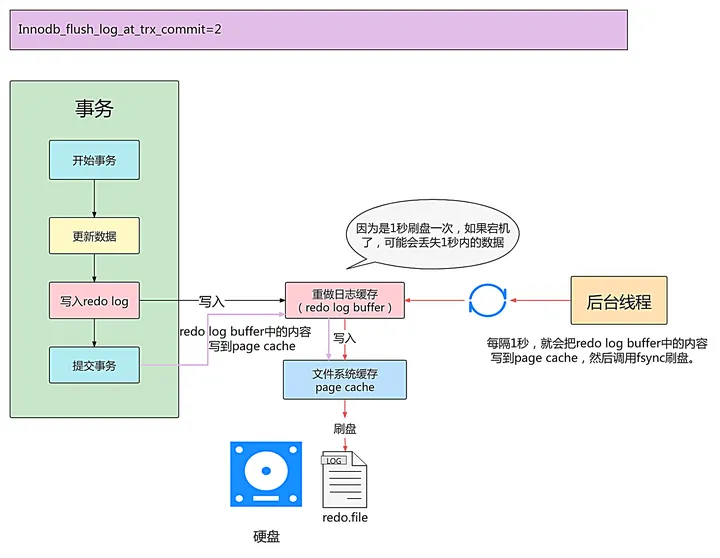 Innodb_flush_log_at_trx_commit=2
事务
开始事务
更新数据
写入redo log
提交事务
写入
redo log buffer中的内容
写到page cache
因为是1秒刷盘一次，如果宕机
了，可能会丢失1秒内的数据
重做日志缓存
（redo log buffer）
写入
文件系统缓存
page cache
刷盘
LOG
redo.file
硬盘
后台线程
每隔1秒，就会把redo log buffer中的内容
写到page cache，然后调用fsync刷盘。